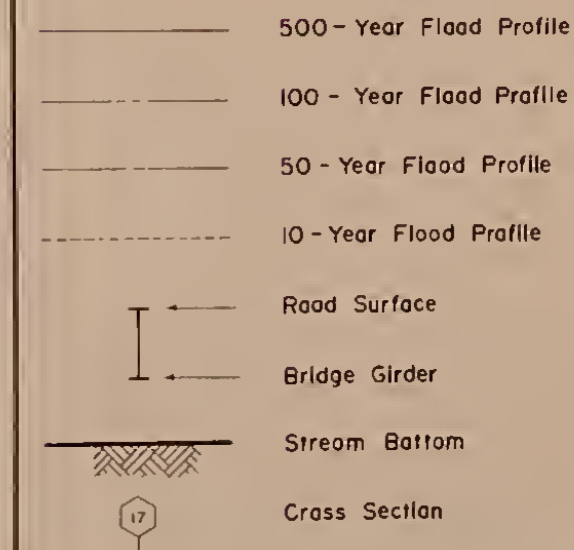 500 - Year Flood Profile
100 - Year Flood Profile
50 - Year Flood Profile
10 - Year Flood Profile
Road Surface
Bridge Girder
Stream Bottom
17 Cross Section